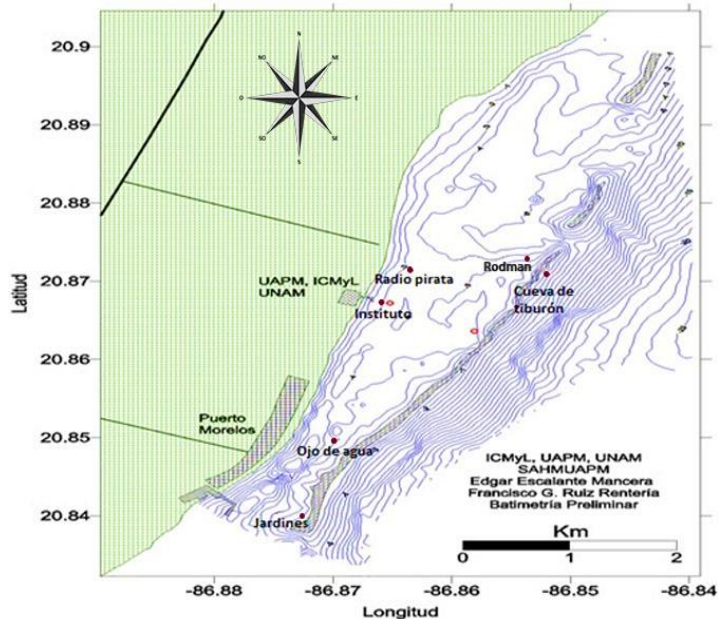 20.9
20.89
20.88
20.87
20.86
20.85
20.84
Latitud
N
NE
E
SE
S
SO
O
NO
UAPM, ICMyL
UNAM
Radio pirata
Instituto
Rodman
Cueva de
tiburón
Puerto
Morelos
Ojo de agua
Jardines
ICMyL, UAPM, UNAM
SAHMUAPM
Edgar Escalante Mancera
Francisco G. Ruiz Rentería
Batimetría Preliminar
Km
0 1 2
-86.88 -86.87 -86.86 -86.85 -86.84
Longitud